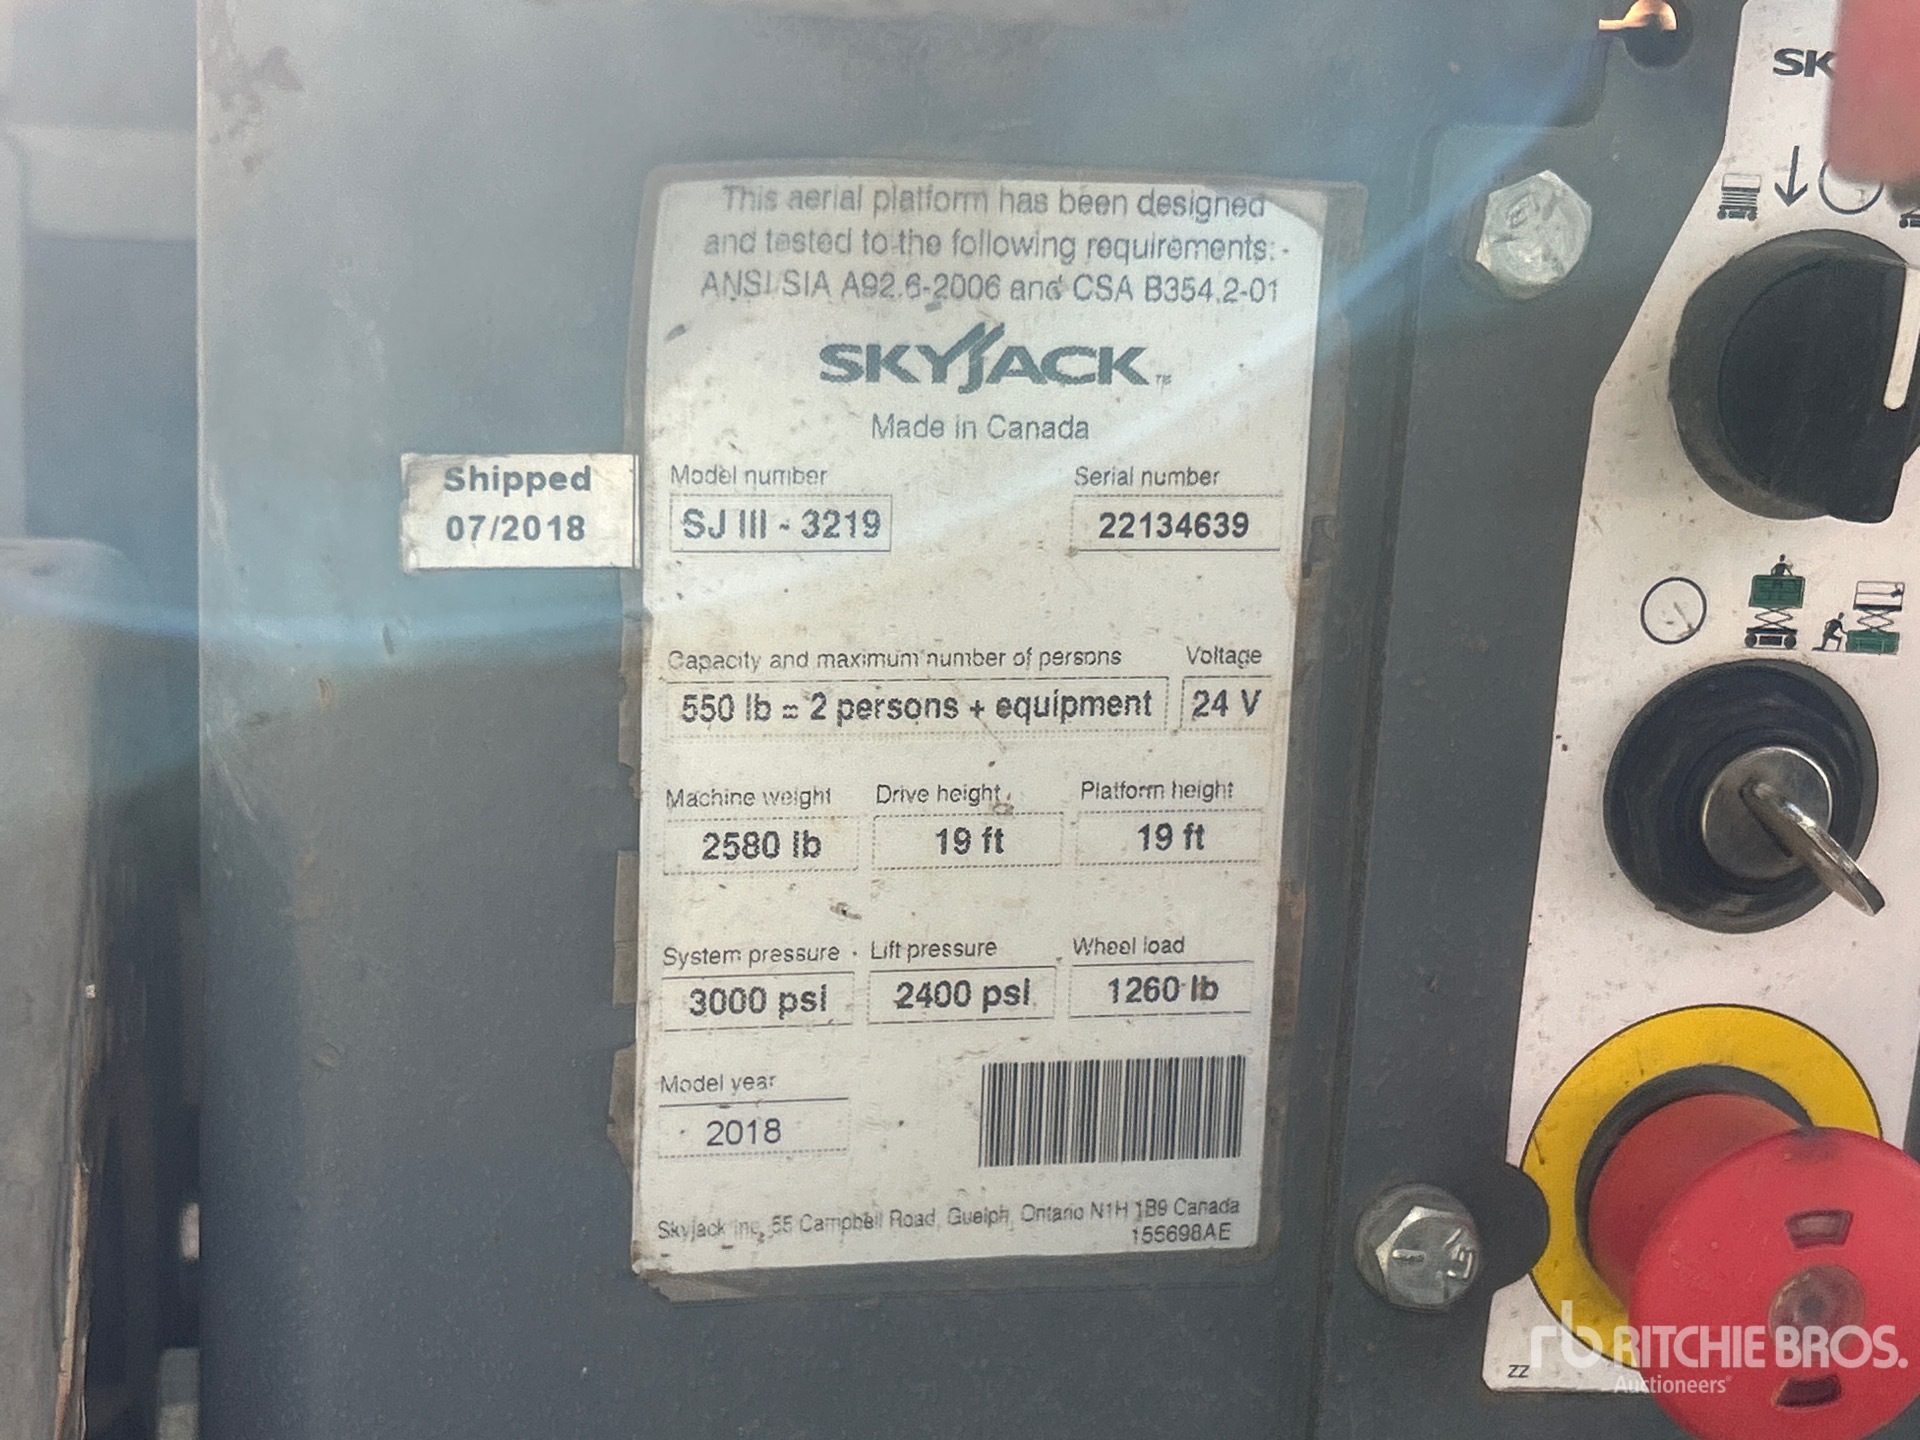 This aerial platform has been designed
and tested to the following requirements:-
ANSI/SIA A92.6-2006 and CSA B354.2-01
SKYJACK TM
Made in Canada
Shipped
07/2018
Model number
SJ III - 3219
Serial number
22134639
Capacity and maximum number of persons
550 lb = 2 persons + equipment
Voltage
24 V
Machine weight
2580 lb
Drive height
19 ft
Platform height
19 ft
System pressure
3000 psi
Lift pressure
2400 psi
Wheel load
1260 lb
Model year
2018
Skyjack Inc. 55 Campbell Road, Guelph, Ontario N1H 1B9 Canada
155698AE
SK
ZZ
rb RITCHIE BROS.
Auctioneers®